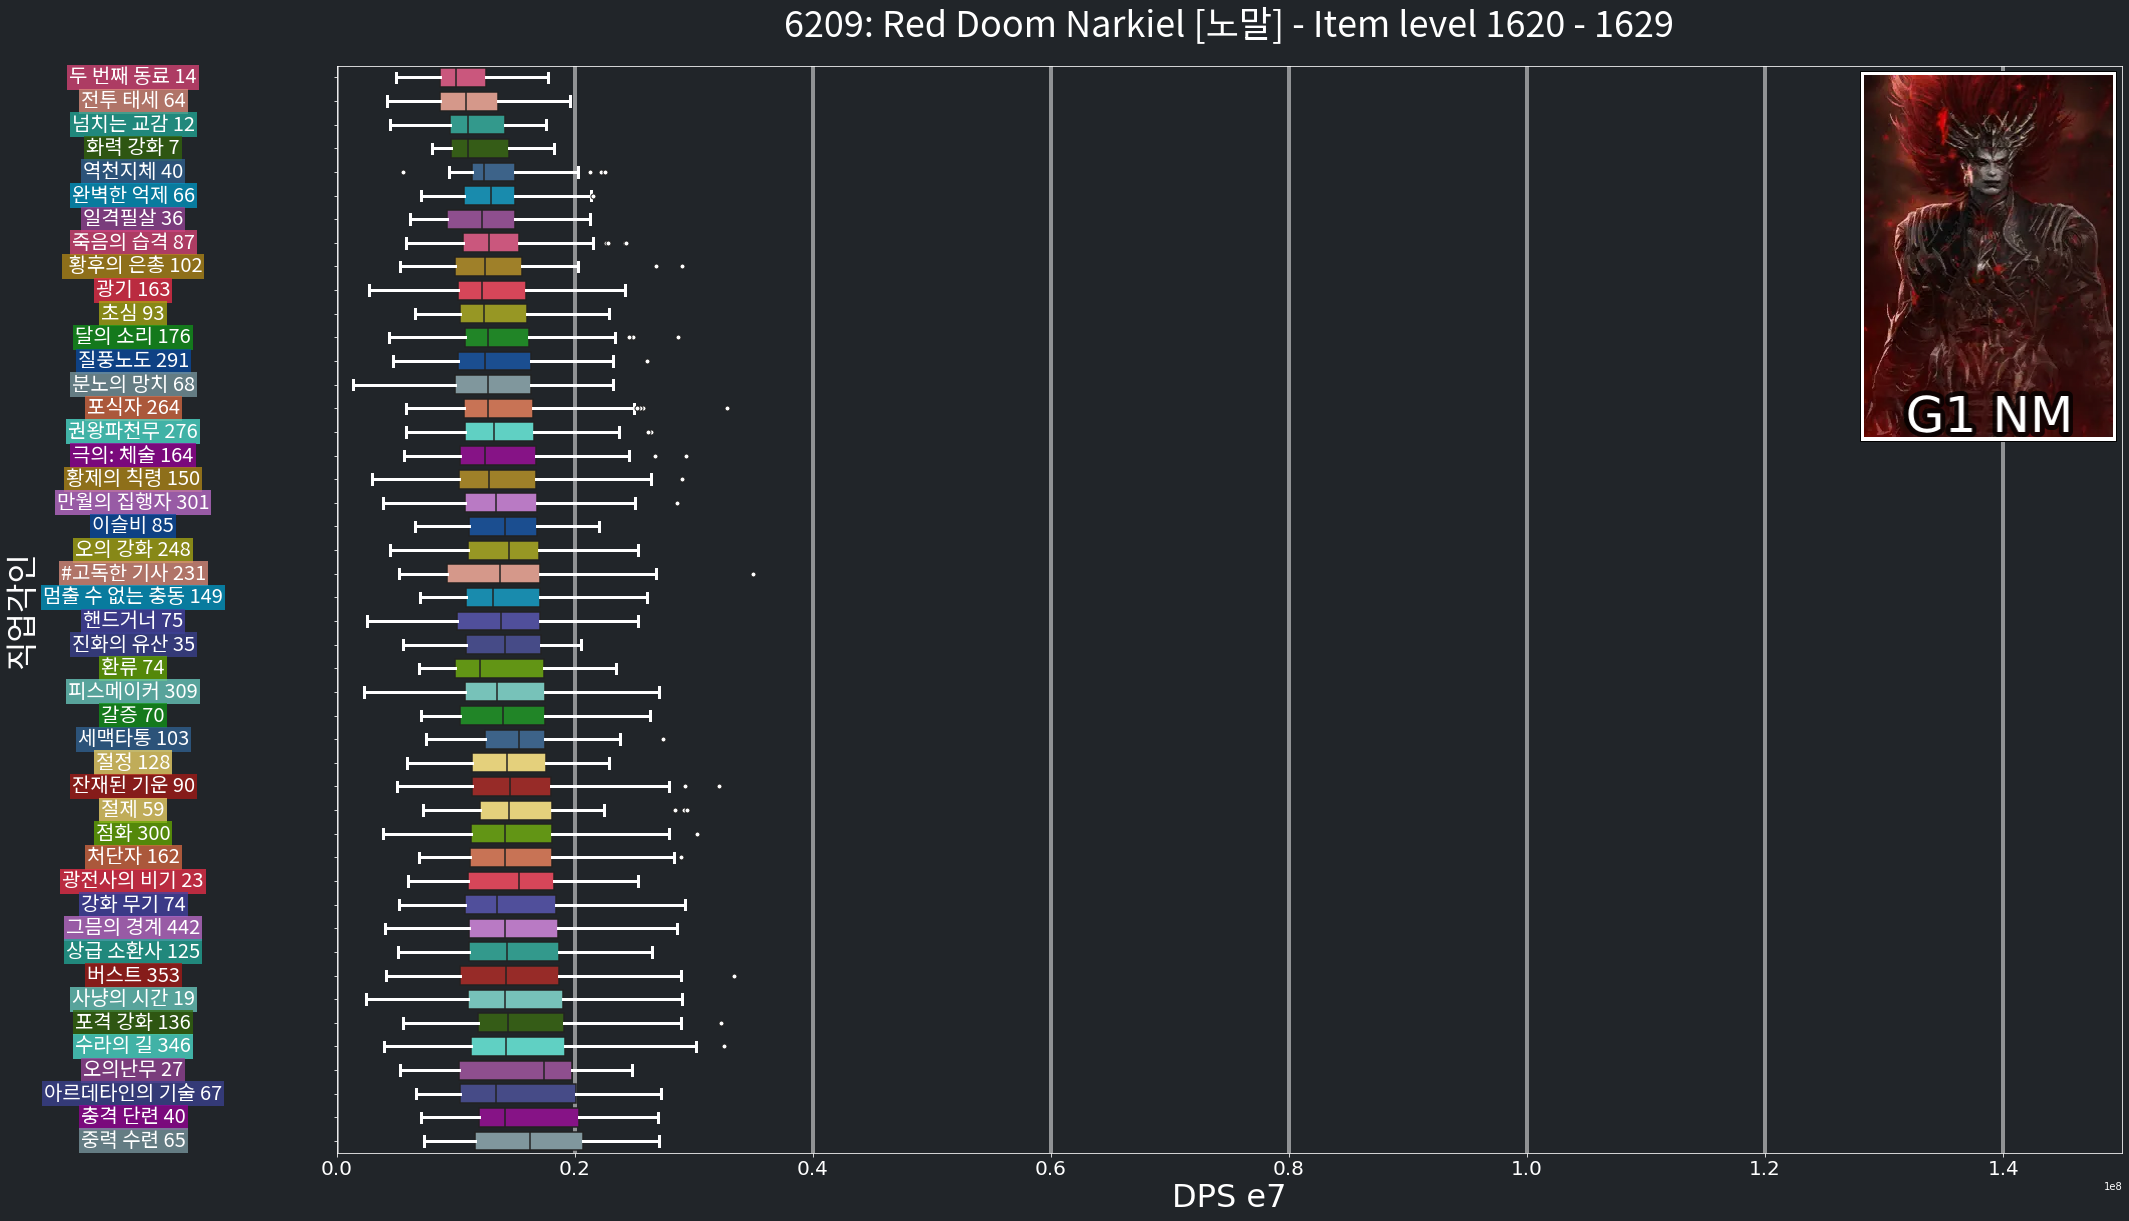 6209: Red Doom Narkiel [노말] - Item level 1620 - 1629
두 번째 동료 14
전투 태세 64
넘치는 교감 12
화력 강화 7
역천지체 40
완벽한 억제 66
일격필살 36
죽음의 습격 87
황후의 은총 102
광기 163
초심 93
달의 소리 176
질풍노도 291
분노의 망치 68
포식자 264
권왕파천무 276
극의: 체술 164
황제의 칙령 150
만월의 집행자 301
이슬비 85
오의 강화 248
#고독한 기사 231
멈출 수 없는 충동 149
핸드거너 75
진화의 유산 35
환류 74
피스메이커 309
갈증 70
세맥타통 103
절정 128
잔재된 기운 90
절제 59
점화 300
처단자 162
광전사의 비기 23
강화 무기 74
그믐의 경계 442
상급 소환사 125
버스트 353
사냥의 시간 19
포격 강화 136
수라의 길 346
오의난무 27
아르데타인의 기술 67
충격 단련 40
중력 수련 65
직업각인
G1 NM
0.0 0.2 0.4 0.6 0.8 1.0 1.2 1.4
1e8
DPS e7